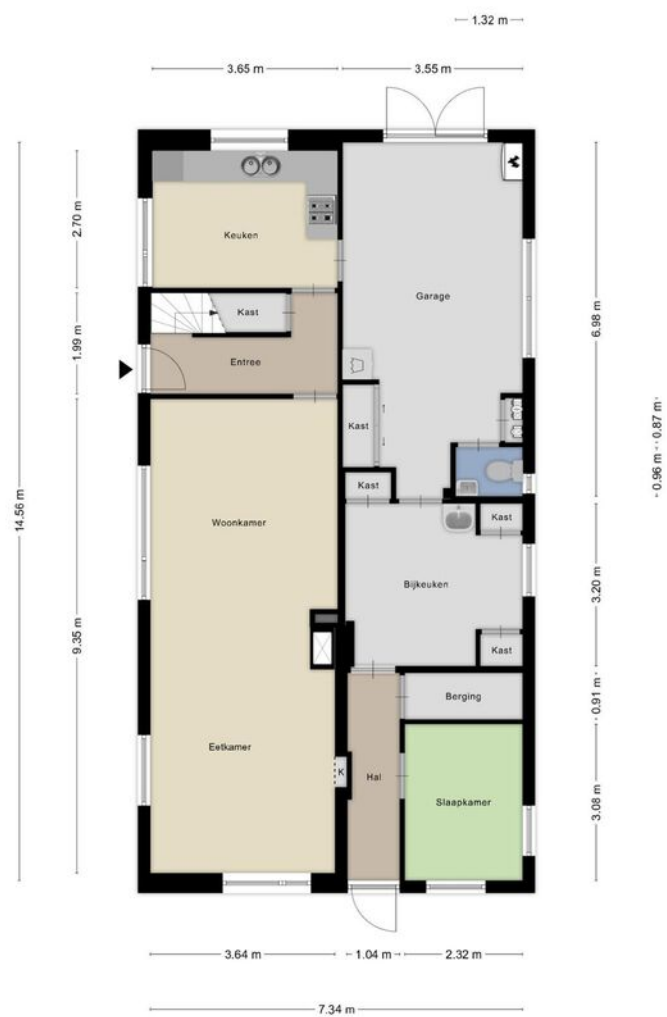 1.32 m
3.65 m
3.55 m
2.70 m
Keuken
Garage
6.98 m
Kast
1.99 m
Entree
Kast
0.96 m
0.87 m
Kast
14.56 m
Woonkamer
Kast
Bijkeuken
3.20 m
9.35 m
Kast
Berging
0.91 m
Eetkamer
K
Hal
Slaapkamer
3.08 m
3.64 m
1.04 m
2.32 m
7.34 m